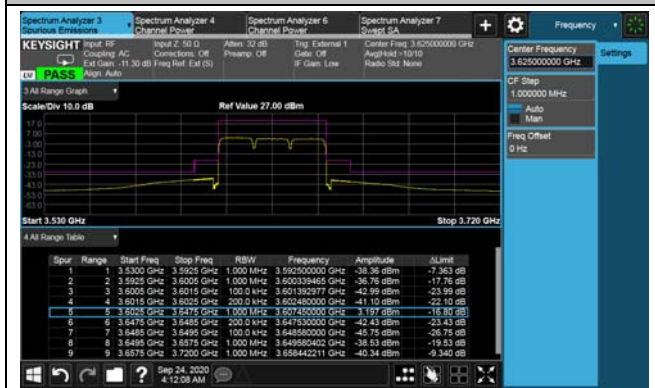 Spectrum Analyzer 3
Spurious Emissions
Spectrum Analyzer 4
Channel Power
Spectrum Analyzer 6
Channel Power
Spectrum Analyzer 7
Swept SA
+
Frequency
KEYSIGHT
Input: RF
Coupling: AC
Ext Gain: -11.30 dB
Align: Auto
Input Z: 50 Ω
Corrections: Off
Freq Ref: Ext (S)
Atten: 32 dB
Preamp: Off
Trig: External 1
Gate: Off
IF Gain: Low
Center Freq: 3.625000000 GHz
Avg|Hold:>10/10
Radio Std: None
PASS
Center Frequency
3.625000000 GHz
Settings
CF Step
1.000000 MHz
Auto
Man
Freq Offset
0 Hz
3 All Range Graph
Scale/Div 10.0 dB
Ref Value 27.00 dBm
17.0
7.00
-3.00
-13.0
-23.0
-33.0
-43.0
-53.0
-63.0
Start 3.530 GHz
Stop 3.720 GHz
4 All Range Table
Spur Range Start Freq Stop Freq RBW Frequency Amplitude ΔLimit
1 1 3.5300 GHz 3.5925 GHz 1.000 MHz 3.592500000 GHz -38.36 dBm -7.363 dB
2 2 3.5925 GHz 3.6005 GHz 1.000 MHz 3.600339465 GHz -36.76 dBm -17.76 dB
3 3 3.6005 GHz 3.6015 GHz 100.0 kHz 3.601392977 GHz -42.99 dBm -23.99 dB
4 4 3.6015 GHz 3.6025 GHz 200.0 kHz 3.602480000 GHz -41.10 dBm -22.10 dB
5 5 3.6025 GHz 3.6475 GHz 1.000 MHz 3.607450000 GHz 3.197 dBm -16.80 dB
6 6 3.6475 GHz 3.6485 GHz 200.0 kHz 3.647530000 GHz -42.43 dBm -23.43 dB
7 7 3.6485 GHz 3.6495 GHz 100.0 kHz 3.648580000 GHz -45.75 dBm -26.75 dB
8 8 3.6495 GHz 3.6575 GHz 1.000 MHz 3.649580402 GHz -38.53 dBm -19.53 dB
9 9 3.6575 GHz 3.7200 GHz 1.000 MHz 3.658442211 GHz -40.34 dBm -9.340 dB
?
Sep 24, 2020
4:12:08 AM